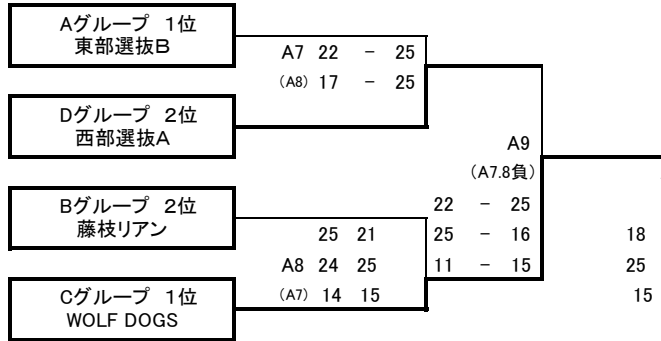 Aグループ 1位
東部選抜B
A7 22 - 25
(A8) 17 - 25
Dグループ 2位
西部選抜A
A9
(A7.8負)
22 - 25
25 - 16
11 - 15
Bグループ 2位
藤枝リアン
25 21
A8 24 25
(A7) 14 15
Cグループ 1位
WOLF DOGS
18
25
15